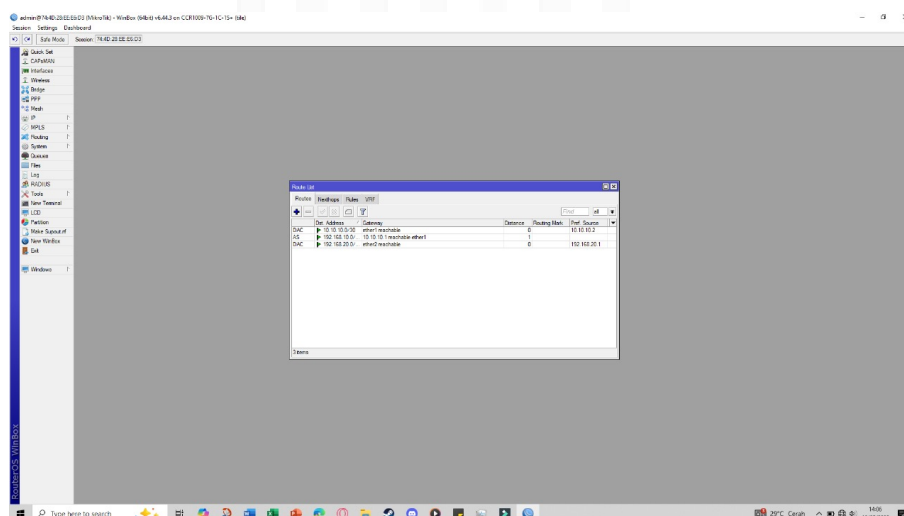 admin@74:4D:28:EE:E6:D3 (MikroTik) - WinBox (64bit) v6.44.3 on CCR1009-7G-1C-1S+ (tile)
Session Settings Dashboard
Safe Mode Session: 74:4D:28:EE:E6:D3
Quick Set
CAPsMAN
Interfaces
Wireless
Bridge
PPP
Mesh
IP
MPLS
Routing
System
Queues
Files
Log
RADIUS
Tools
New Terminal
LCD
Partition
Make Supout.rif
New WinBox
Exit
Windows
RouterOS WinBox
Route List
Routes Nexthops Rules VRF
Find all
Dst. Address Gateway Distance Routing Mark Pref. Source
DAC 10.10.10.0/30 ether1 reachable 0 10.10.10.2
AS 192.168.10.0/ 10.10.10.1 reachable ether1 1
DAC 192.168.20.0/ ether2 reachable 0 192.168.20.1
3 items
Type here to search
29°C Cerah
14:06